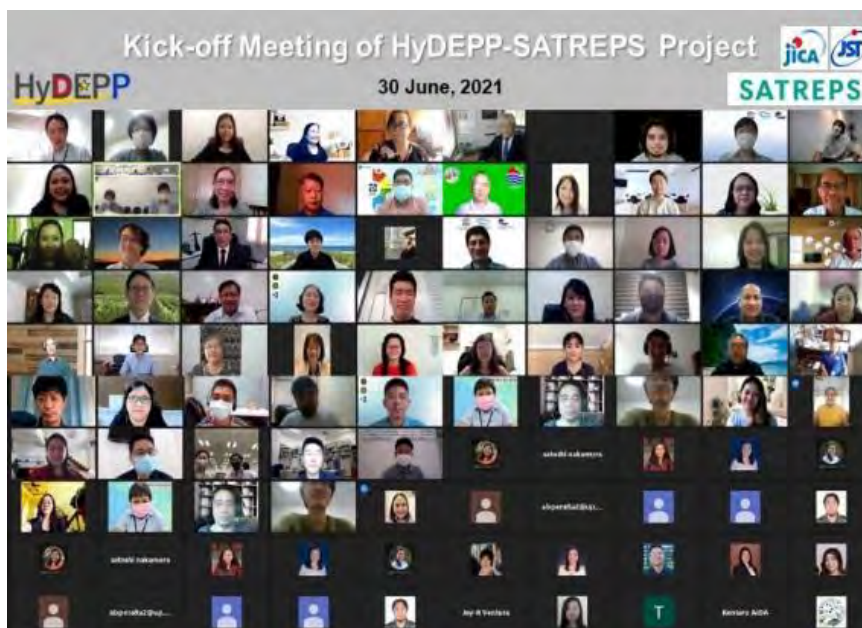 Kick-off Meeting of HyDEPP-SATREPS Project
jICA JST
HyDEPP
30 June, 2021
SATREPS
satoshi nakamura
satoshi nakamura
Jay-R Ventura
T
Kentaro AIDA